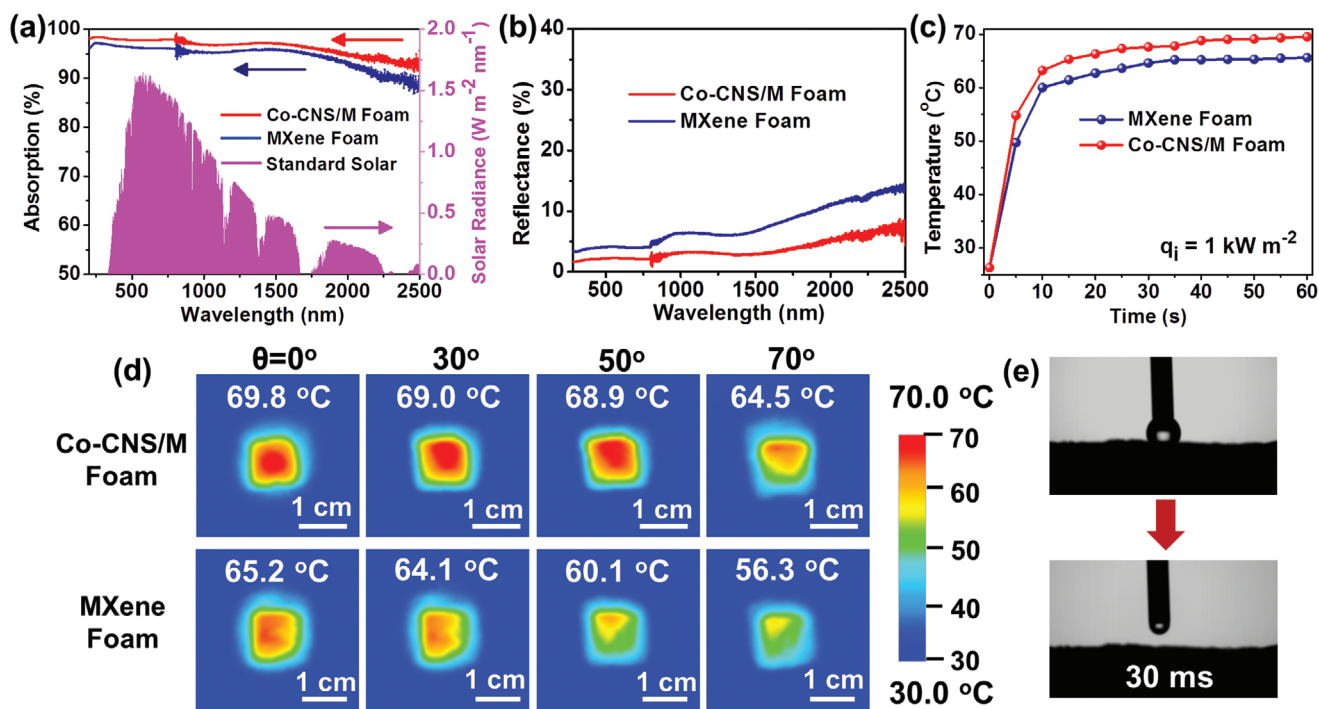 (a)
100
90
80
70
60
50
Absorption (%)
500
1000
1500
2000
2500
Wavelength (nm)
2.0
1.5
1.0
0.5
0.0
Solar Radiance (W m⁻² nm⁻¹)
Co-CNS/M Foam
MXene Foam
Standard Solar
(b)
40
30
20
10
0
Reflectance (%)
Co-CNS/M Foam
MXene Foam
500
1000
1500
2000
2500
Wavelength (nm)
(c)
70
60
50
40
30
Temperature (°C)
MXene Foam
Co-CNS/M Foam
qᵢ = 1 kW m⁻²
0
10
20
30
40
50
60
Time (s)
(d)
θ=0°
30°
50°
70°
Co-CNS/M
Foam
69.8 °C
1 cm
69.0 °C
1 cm
68.9 °C
1 cm
64.5 °C
1 cm
MXene
Foam
65.2 °C
1 cm
64.1 °C
1 cm
60.1 °C
1 cm
56.3 °C
1 cm
70.0 °C
70
60
50
40
30
30.0 °C
(e)
30 ms